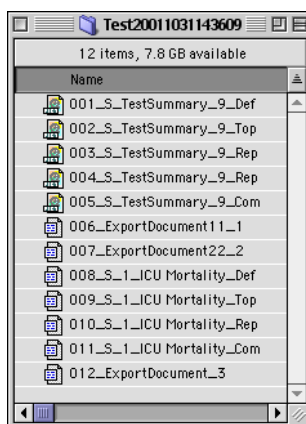 Test20011031143609
12 items, 7.8 GB available
Name
001_S_TestSummary_9_Def
002_S_TestSummary_9_Top
003_S_TestSummary_9_Rep
004_S_TestSummary_9_Rep
005_S_TestSummary_9_Com
006_ExportDocument11_1
007_ExportDocument22_2
008_S_1_ICU Mortality_Def
009_S_1_ICU Mortality_Top
010_S_1_ICU Mortality_Rep
011_S_1_ICU Mortality_Com
012_ExportDocument_3